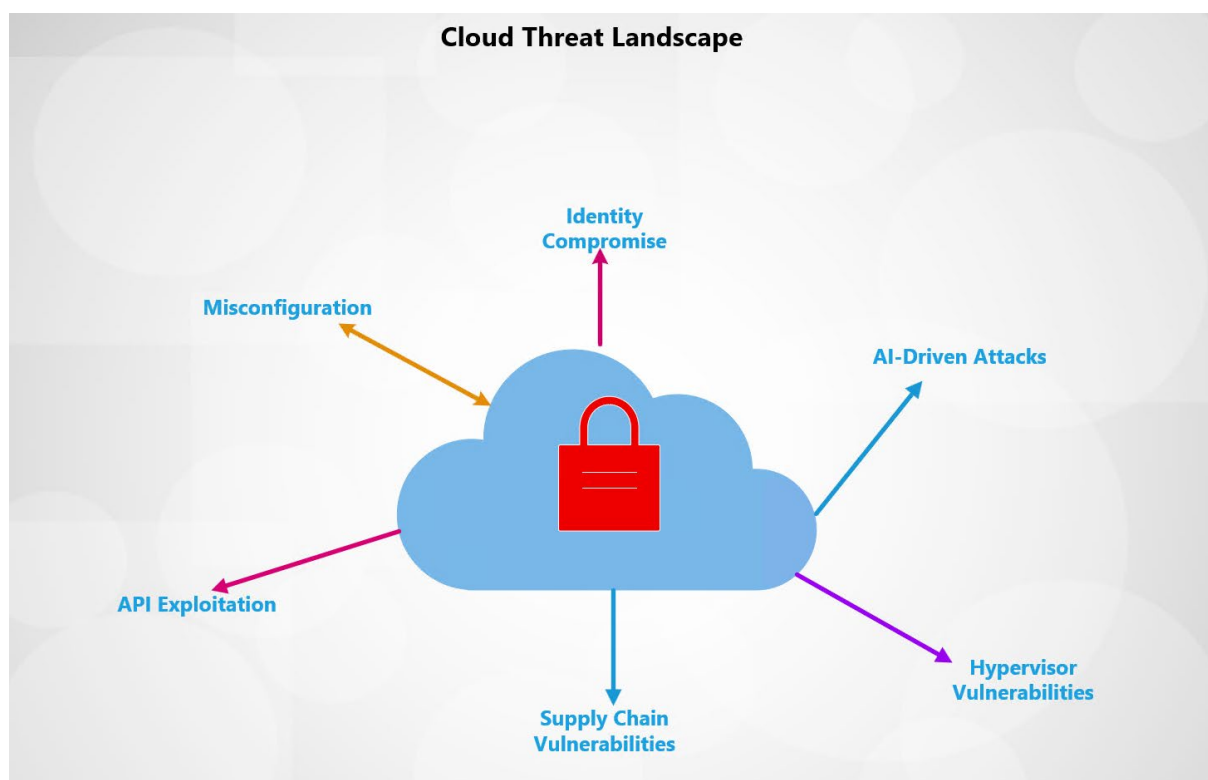 Cloud Threat Landscape
Identity
Compromise
Misconfiguration
AI-Driven Attacks
API Exploitation
Hypervisor
Vulnerabilities
Supply Chain
Vulnerabilities